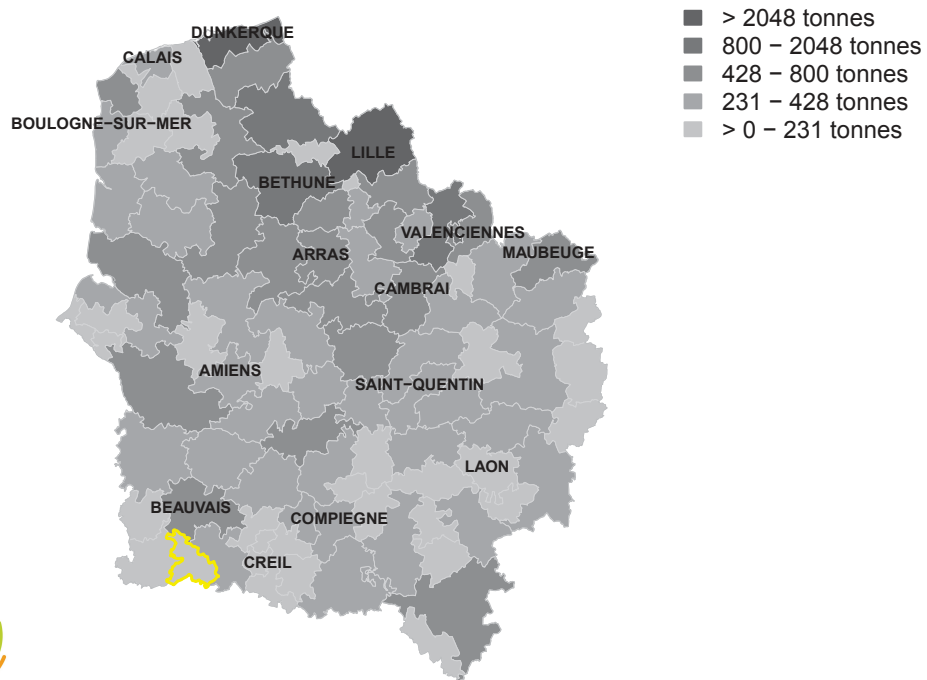 > 2048 tonnes
800 − 2048 tonnes
428 − 800 tonnes
231 − 428 tonnes
> 0 − 231 tonnes
DUNKERQUE
CALAIS
BOULOGNE−SUR−MER
LILLE
BETHUNE
VALENCIENNES
ARRAS
MAUBEUGE
CAMBRAI
AMIENS
SAINT−QUENTIN
LAON
BEAUVAIS
COMPIEGNE
CREIL